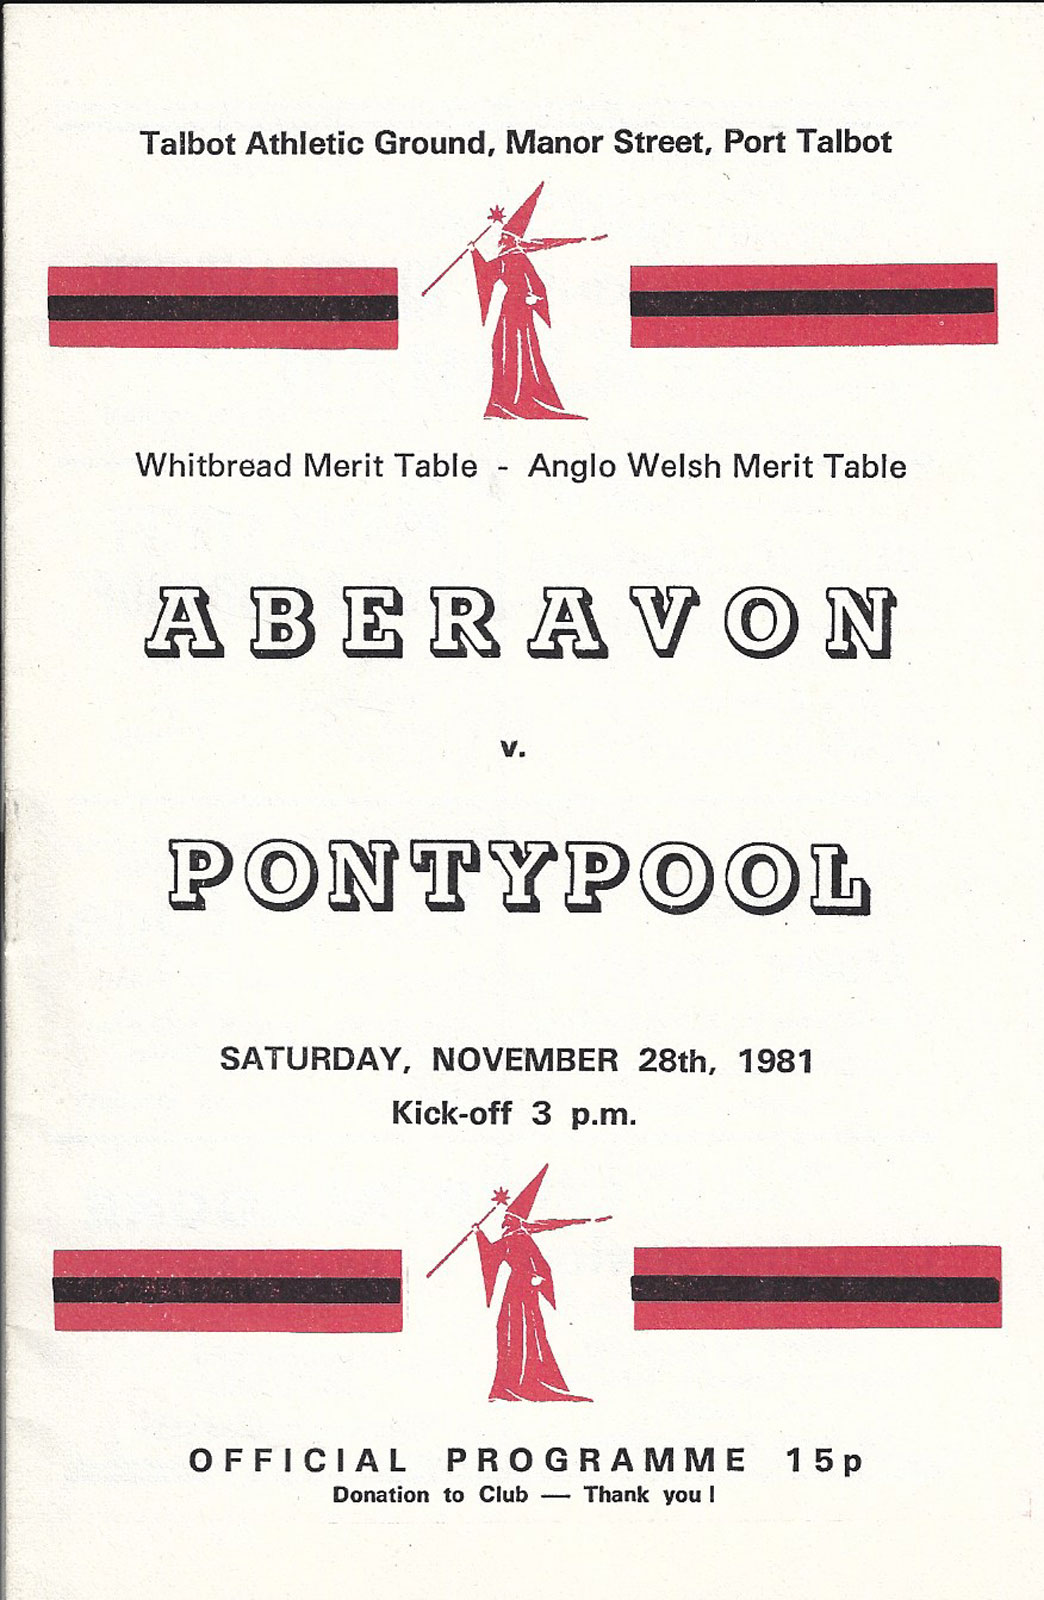 Talbot Athletic Ground, Manor Street, Port Talbot
Whitbread Merit Table - Anglo Welsh Merit Table
ABERAVON
v.
PONTYPOOL
SATURDAY, NOVEMBER 28th, 1981
Kick-off 3 p.m.
OFFICIAL PROGRAMME 15p
Donation to Club — Thank you !